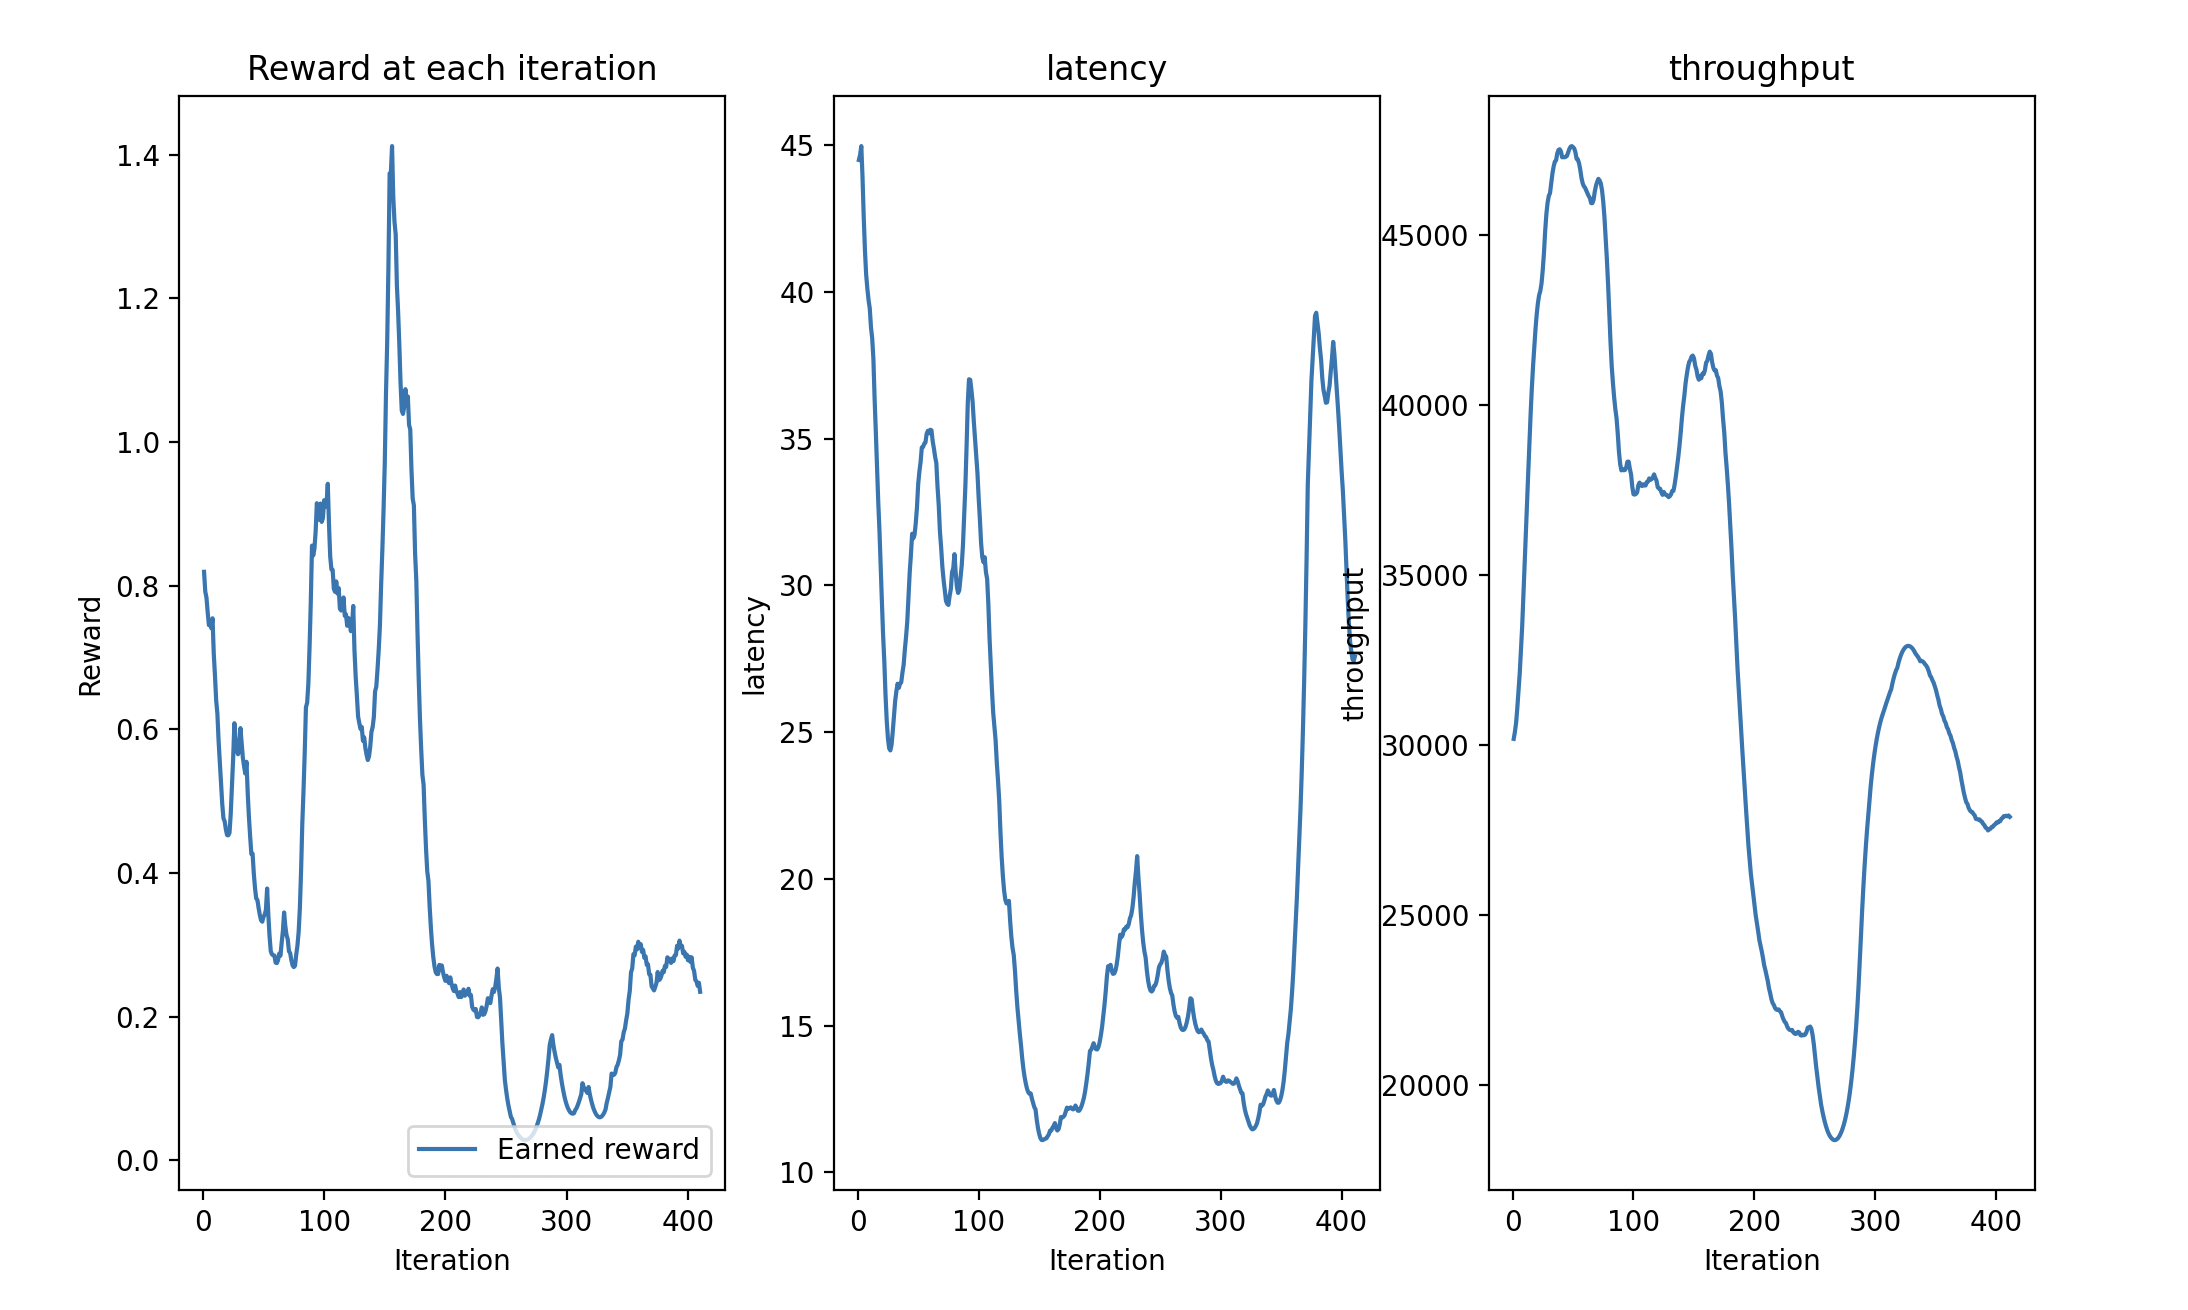 Reward at each iteration
Reward
1.4
1.2
1.0
0.8
0.6
0.4
0.2
0.0
Earned reward
0 100 200 300 400
Iteration
latency
latency
45
40
35
30
25
20
15
10
0 100 200 300 400
Iteration
throughput
throughput
45000
40000
35000
30000
25000
20000
0 100 200 300 400
Iteration